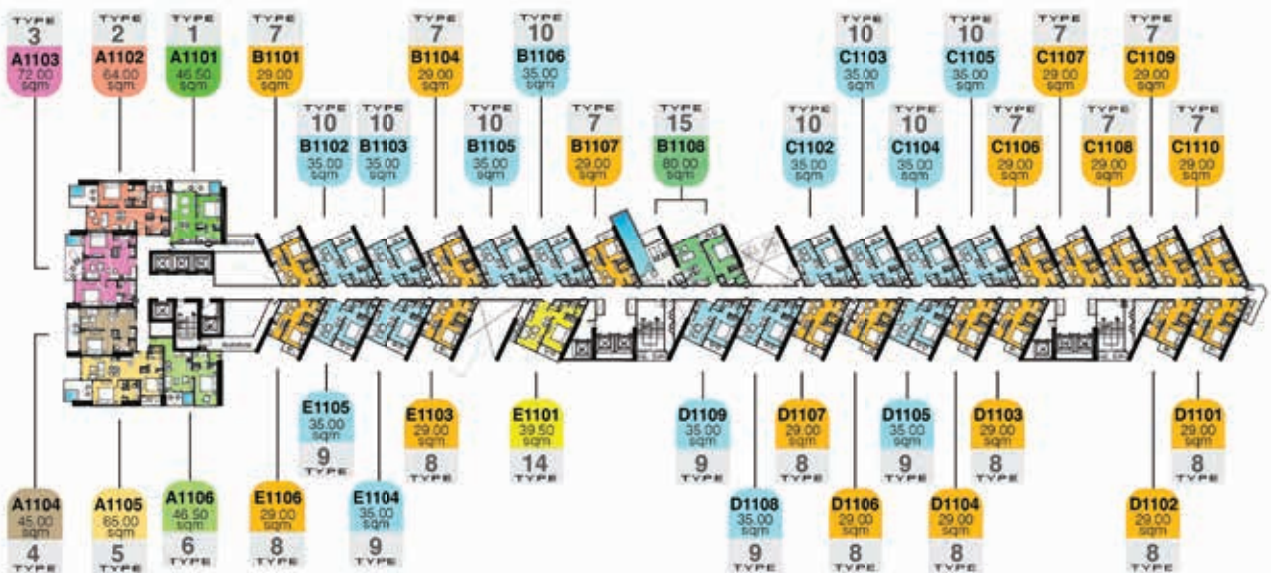 TYPE
3
A1103
72.00
sqm
TYPE
2
A1102
64.00
sqm
TYPE
1
A1101
46.50
sqm
TYPE
7
B1101
29.00
sqm
TYPE
7
B1104
29.00
sqm
TYPE
10
B1106
35.00
sqm
TYPE
10
C1103
35.00
sqm
TYPE
10
C1105
35.00
sqm
TYPE
7
C1107
29.00
sqm
TYPE
7
C1109
29.00
sqm
TYPE
10
B1102
35.00
sqm
TYPE
10
B1103
35.00
sqm
TYPE
10
B1105
35.00
sqm
TYPE
7
B1107
29.00
sqm
TYPE
15
B1108
80.00
sqm
TYPE
10
C1102
35.00
sqm
TYPE
10
C1104
35.00
sqm
TYPE
7
C1106
29.00
sqm
TYPE
7
C1108
29.00
sqm
TYPE
7
C1110
29.00
sqm
E1105
35.00
sqm
9
TYPE
E1103
29.00
sqm
8
TYPE
E1101
39.50
sqm
14
TYPE
D1109
35.00
sqm
9
TYPE
D1107
29.00
sqm
8
TYPE
D1105
35.00
sqm
9
TYPE
D1103
29.00
sqm
8
TYPE
D1101
29.00
sqm
8
TYPE
A1104
45.00
sqm
4
TYPE
A1105
65.00
sqm
5
TYPE
A1106
46.50
sqm
6
TYPE
E1106
29.00
sqm
8
TYPE
E1104
35.00
sqm
9
TYPE
D1108
35.00
sqm
9
TYPE
D1106
29.00
sqm
8
TYPE
D1104
29.00
sqm
8
TYPE
D1102
29.00
sqm
8
TYPE